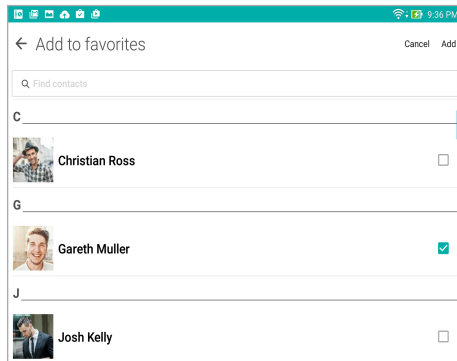 9:36 PM
Add to favorites
Cancel Add
Find contacts
C
Christian Ross
G
Gareth Muller
J
Josh Kelly